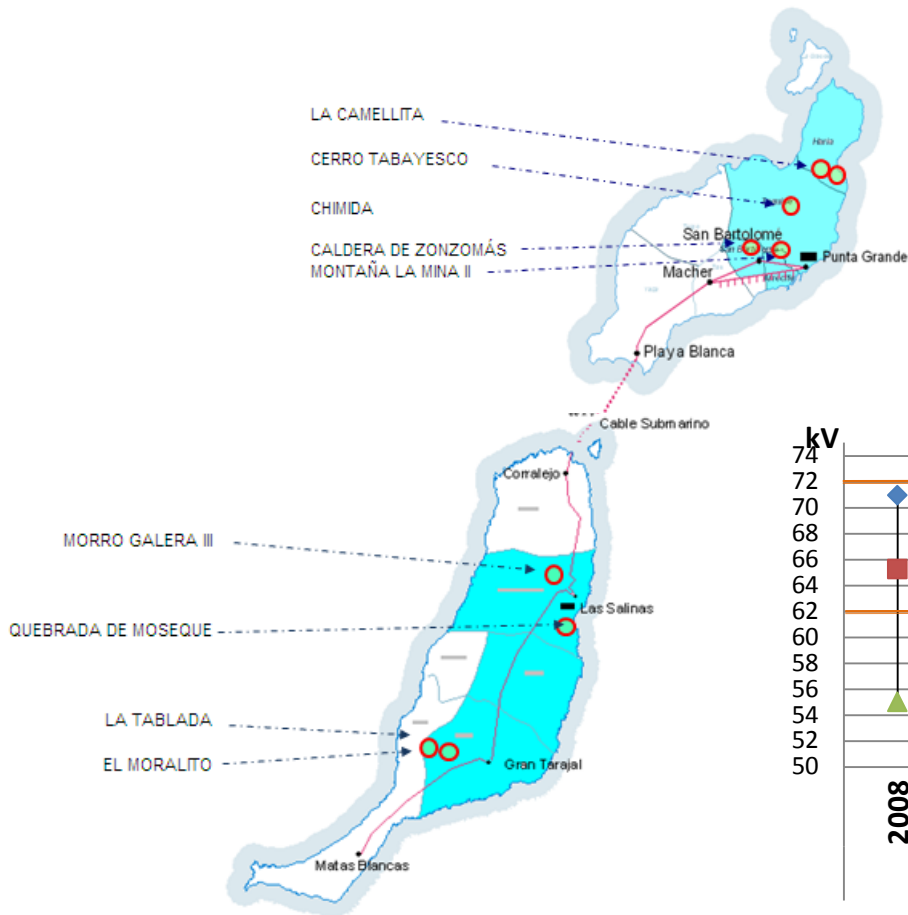 LA CAMELLITA
Haría
CERRO TABAYESCO
CHIMIDA
San Bartolomé
CALDERA DE ZONZOMÁS
Punta Grande
MONTAÑA LA MINA II
Macher
Playa Blanca
Cable Submarino
Corralejo
MORRO GALERA III
Las Salinas
QUEBRADA DE MOSEQUE
LA TABLADA
EL MORALITO
Gran Tarajal
Matas Blancas
kV
74
72
70
68
66
64
62
60
58
56
54
52
50
2008